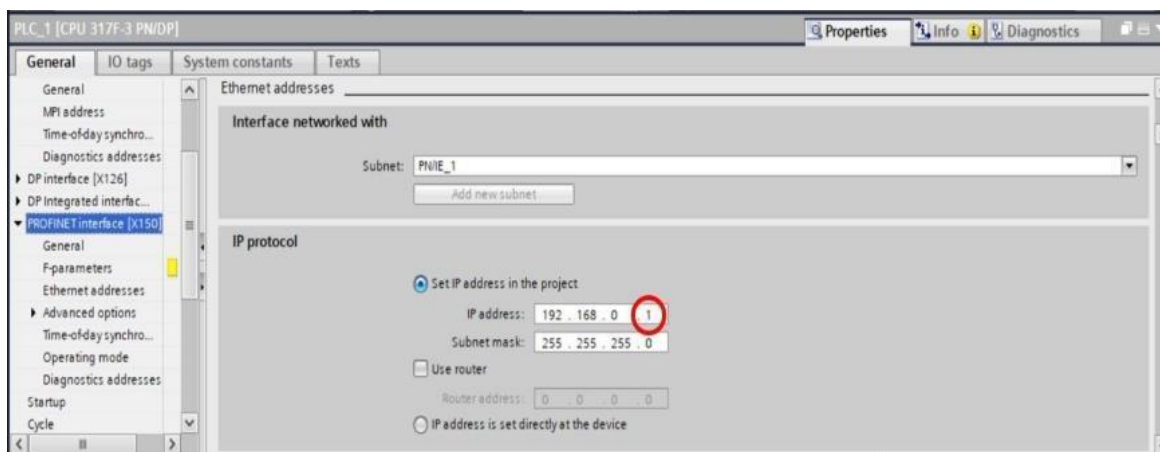 PLC_1 [CPU 317F-3 PN/DP]
Properties Info Diagnostics
General IO tags System constants Texts
General
MPI address
Time-of-day synchro...
Diagnostics addresses
DP interface [X126]
DP Integrated interfac...
PROFINET interface [X150]
General
F-parameters
Ethernet addresses
Advanced options
Time-of-day synchro...
Operating mode
Diagnostics addresses
Startup
Cycle
Ethernet addresses
Interface networked with
Subnet: PN/IE_1
Add new subnet
IP protocol
Set IP address in the project
IP address: 192 . 168 . 0 . 1
Subnet mask: 255 . 255 . 255 . 0
Use router
Router address: 0 . 0 . 0 . 0
IP address is set directly at the device